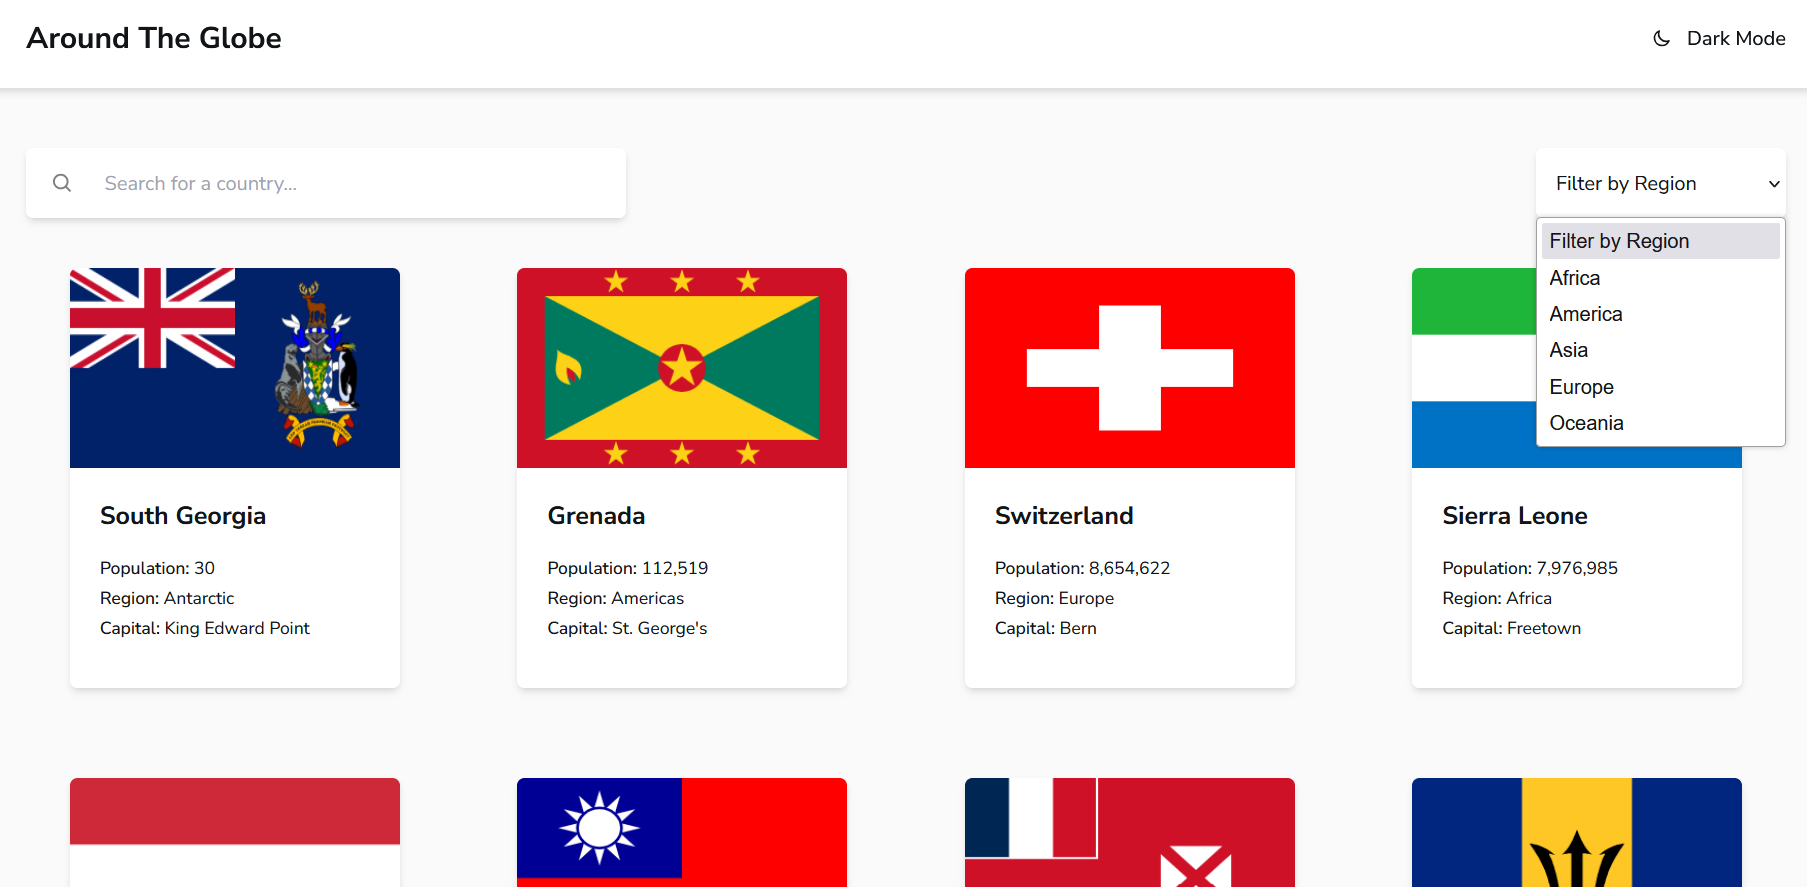 Around The Globe
Dark Mode
Search for a country...
Filter by Region
Filter by Region
Africa
America
Asia
Europe
Oceania
South Georgia
Population: 30
Region: Antarctic
Capital: King Edward Point
Grenada
Population: 112,519
Region: Americas
Capital: St. George's
Switzerland
Population: 8,654,622
Region: Europe
Capital: Bern
Sierra Leone
Population: 7,976,985
Region: Africa
Capital: Freetown